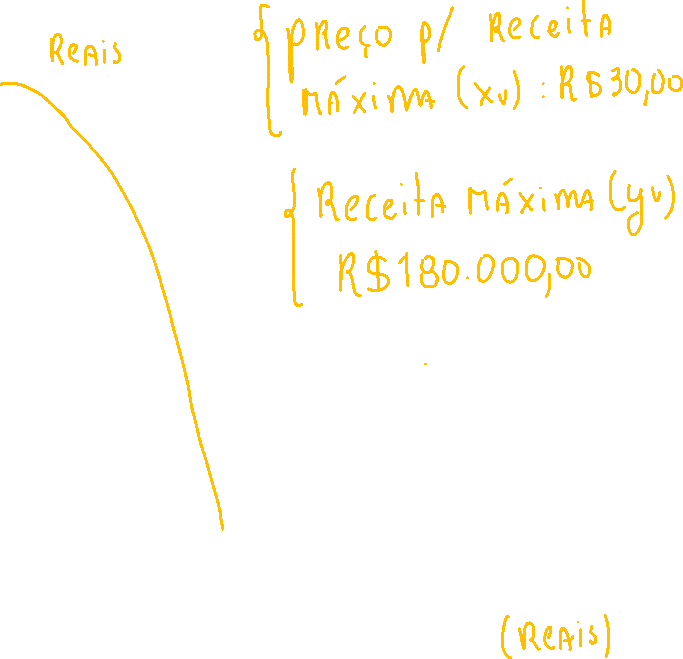 Reais
Preço p/ Receita
máxima (xv) : R$30,00
Receita máxima (yv)
R$180.000,00
(Reais)